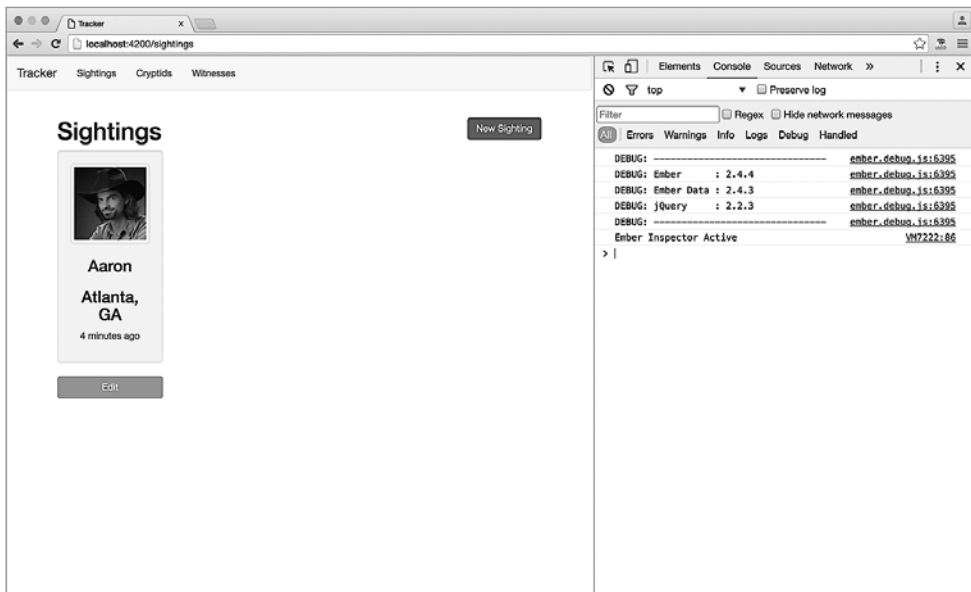 Tracker x
localhost:4200/sightings
Tracker Sightings Cryptids Witnesses
Sightings
New Sighting
Aaron
Atlanta,
GA
4 minutes ago
Edit
Elements Console Sources Network »
top Preserve log
Filter Regex Hide network messages
All Errors Warnings Info Logs Debug Handled
DEBUG: ------------------------------- ember.debug.js:6395
DEBUG: Ember : 2.4.4 ember.debug.js:6395
DEBUG: Ember Data : 2.4.3 ember.debug.js:6395
DEBUG: jQuery : 2.2.3 ember.debug.js:6395
DEBUG: ------------------------------- ember.debug.js:6395
Ember Inspector Active VM7222:86
>